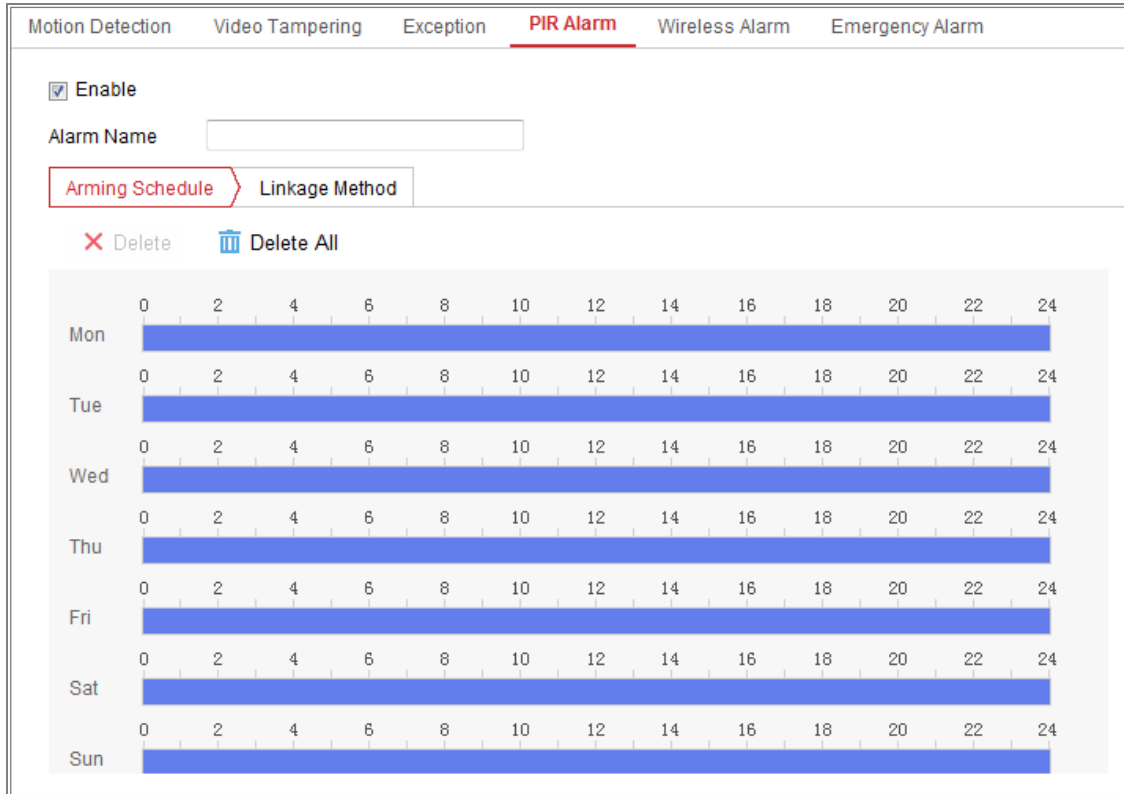 Motion Detection Video Tampering Exception PIR Alarm Wireless Alarm Emergency Alarm
Enable
Alarm Name
Arming Schedule Linkage Method
Delete Delete All
0 2 4 6 8 10 12 14 16 18 20 22 24
Mon
0 2 4 6 8 10 12 14 16 18 20 22 24
Tue
0 2 4 6 8 10 12 14 16 18 20 22 24
Wed
0 2 4 6 8 10 12 14 16 18 20 22 24
Thu
0 2 4 6 8 10 12 14 16 18 20 22 24
Fri
0 2 4 6 8 10 12 14 16 18 20 22 24
Sat
0 2 4 6 8 10 12 14 16 18 20 22 24
Sun